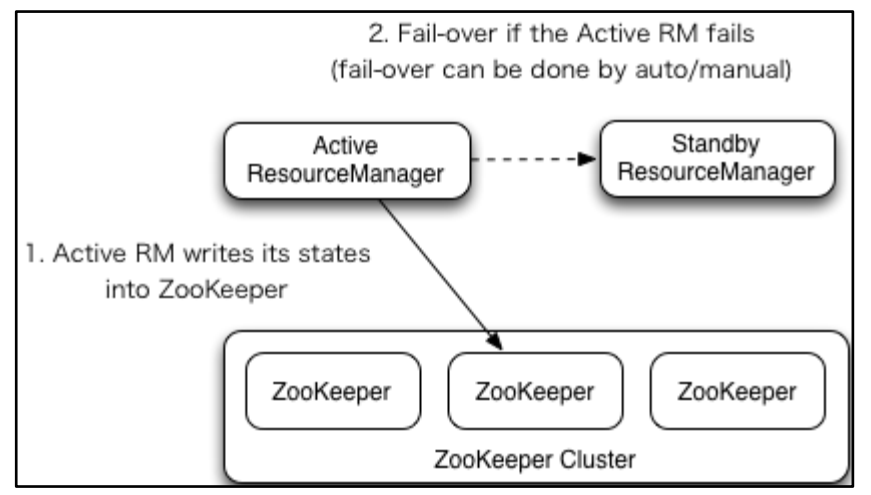 2. Fail-over if the Active RM fails
(fail-over can be done by auto/manual)
Active
ResourceManager
Standby
ResourceManager
1. Active RM writes its states
into ZooKeeper
ZooKeeper
ZooKeeper
ZooKeeper
ZooKeeper Cluster